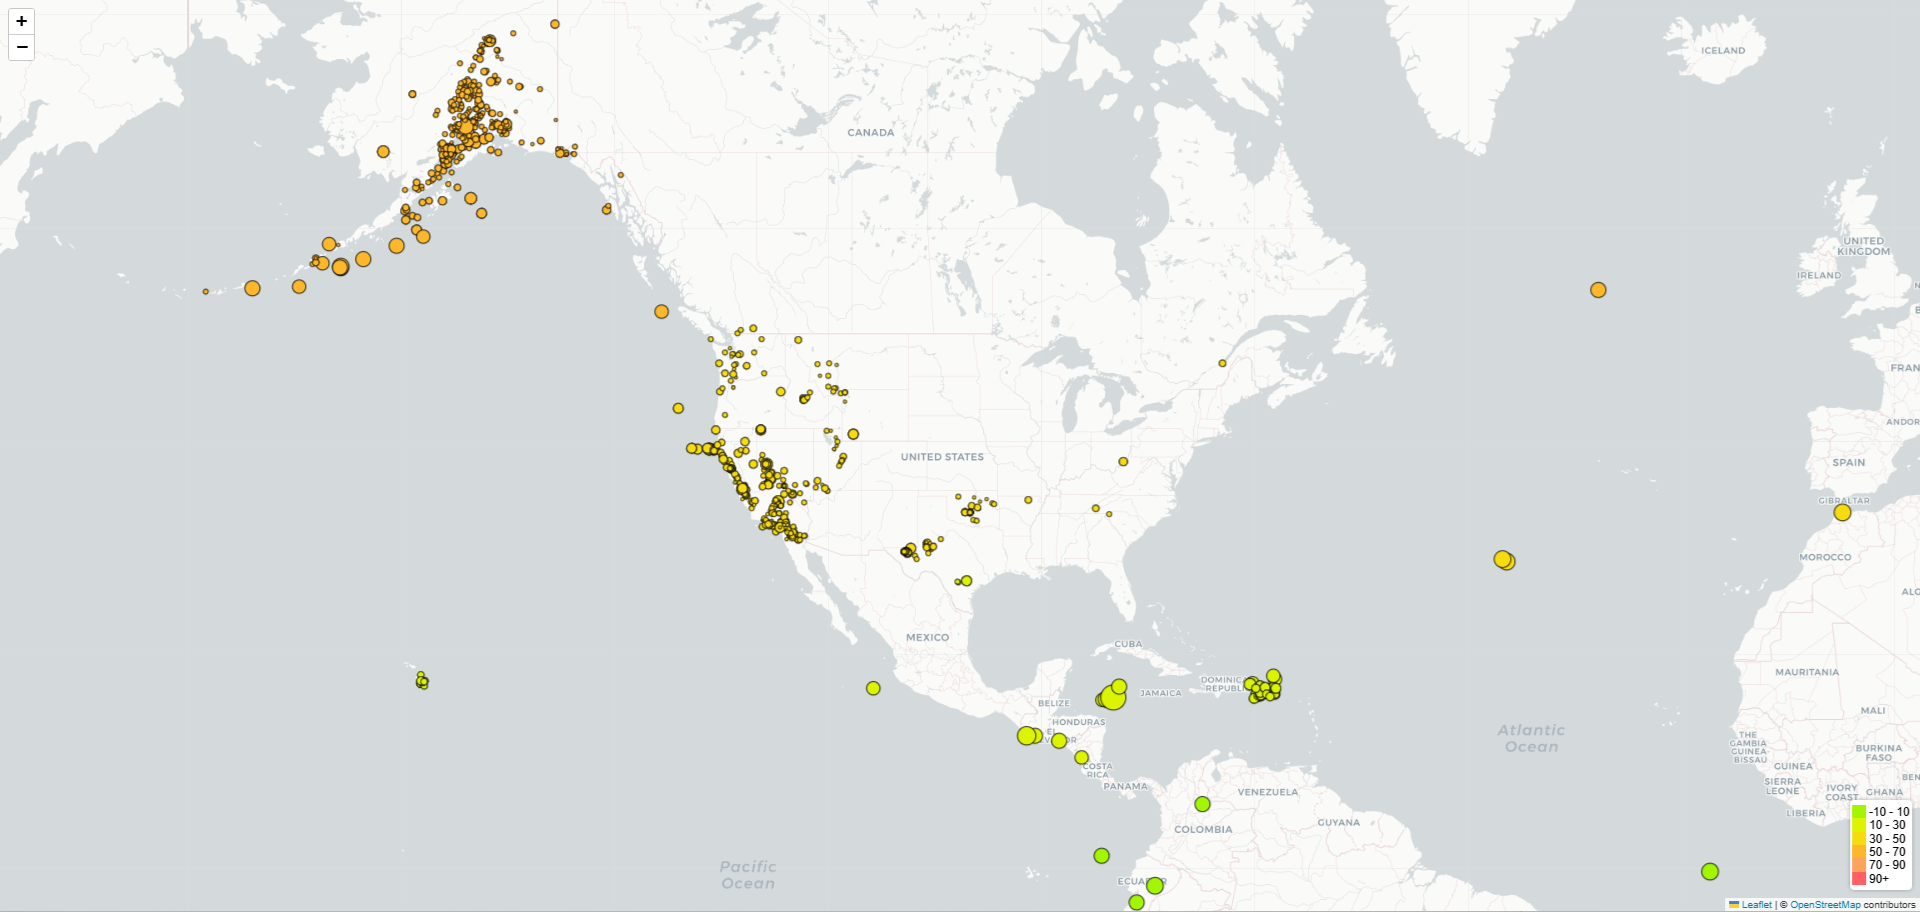 +
−
ICELAND
CANADA
UNITED
KINGDOM
IRELAND
FRAN
UNITED STATES
ANDOR
SPAIN
GIBRALTAR
MOROCCO
ALG
MEXICO
CUBA
MAURITANIA
DOMINIC
REPUBL
JAMAICA
BELIZE
HONDURAS
MALI
EL
VADOR
Atlantic
Ocean
THE
GAMBIA
GUINEA
BISSAU
BURKINA
FASO
COSTA
RICA
GUINEA
PANAMA
VENEZUELA
SIERRA
LEONE
IVORY
COAST
GHANA
BEN
LIBERIA
GUYANA
COLOMBIA
Pacific
Ocean
ECUA
R
-10 - 10
10 - 30
30 - 50
50 - 70
70 - 90
90+
Leaflet | © OpenStreetMap contributors